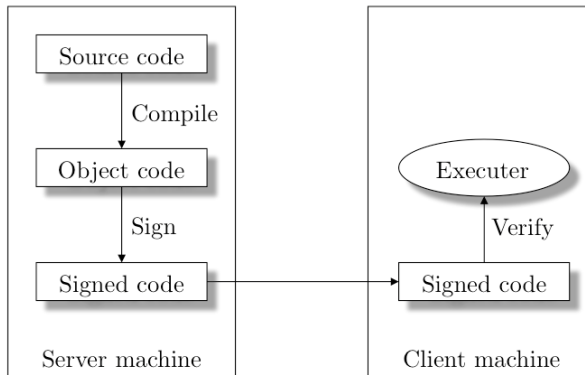 Source code
Compile
Object code
Sign
Signed code
Server machine
Executer
Verify
Signed code
Client machine